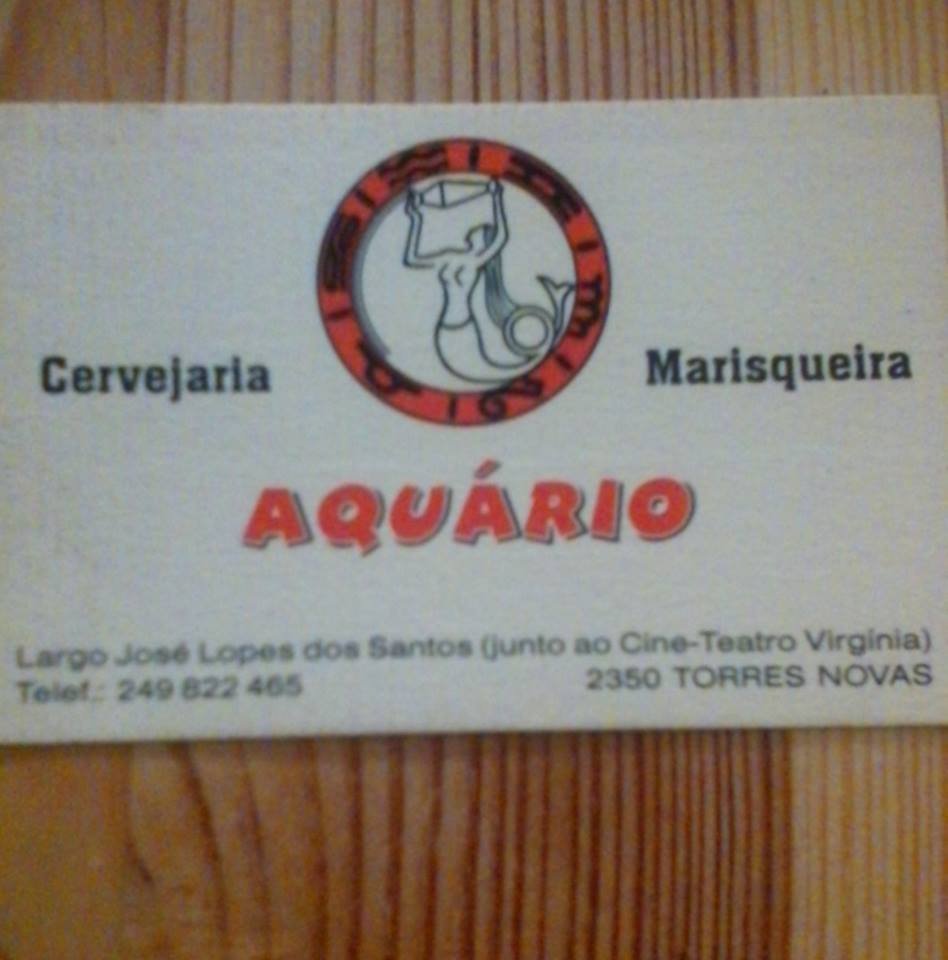 Cervejaria Marisqueira
AQUÁRIO
Largo José Lopes dos Santos (junto ao Cine-Teatro Virgínia)
Telef.: 249 822 465 2350 TORRES NOVAS